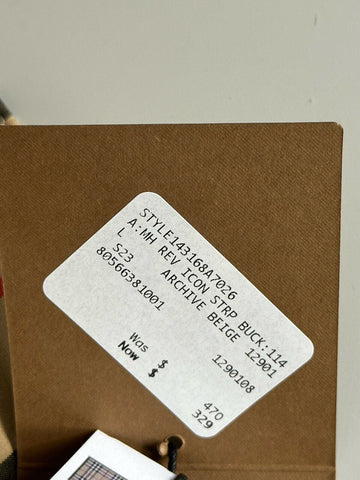 STYLE143168A7026
A:MH REV ICON STRP BUCK:114
L ARCHIVE BEIGE 12901
S23
80566381001 1290108
Was $ 470
Now $ 329